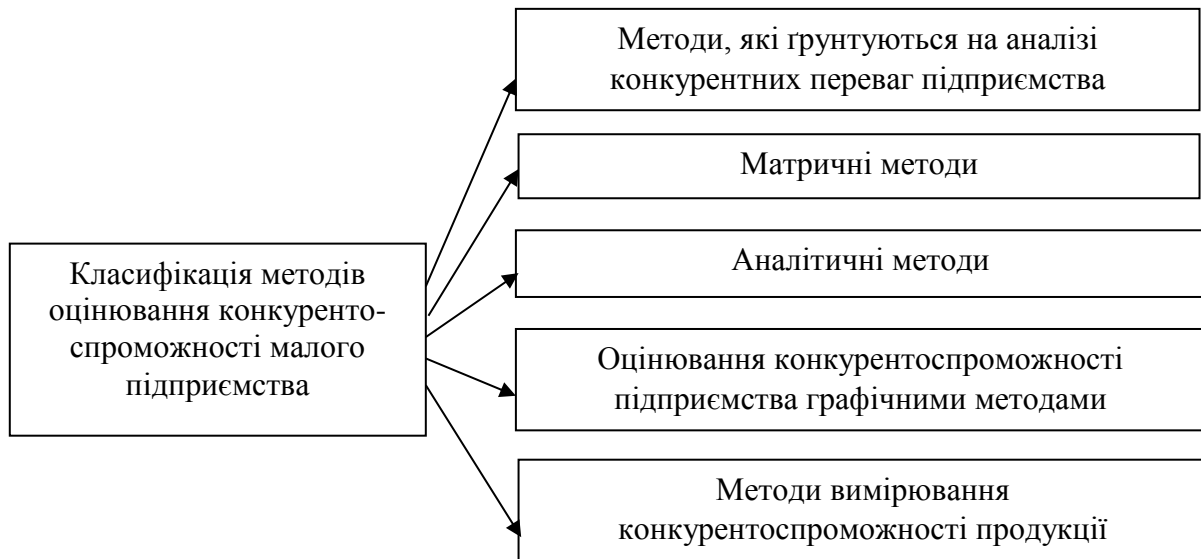 Методи, які ґрунтуються на аналізі
конкурентних переваг підприємства
Матричні методи
Аналітичні методи
Класифікація методів
оцінювання конкуренто-
спроможності малого
підприємства
Оцінювання конкурентоспроможності
підприємства графічними методами
Методи вимірювання
конкурентоспроможності продукції